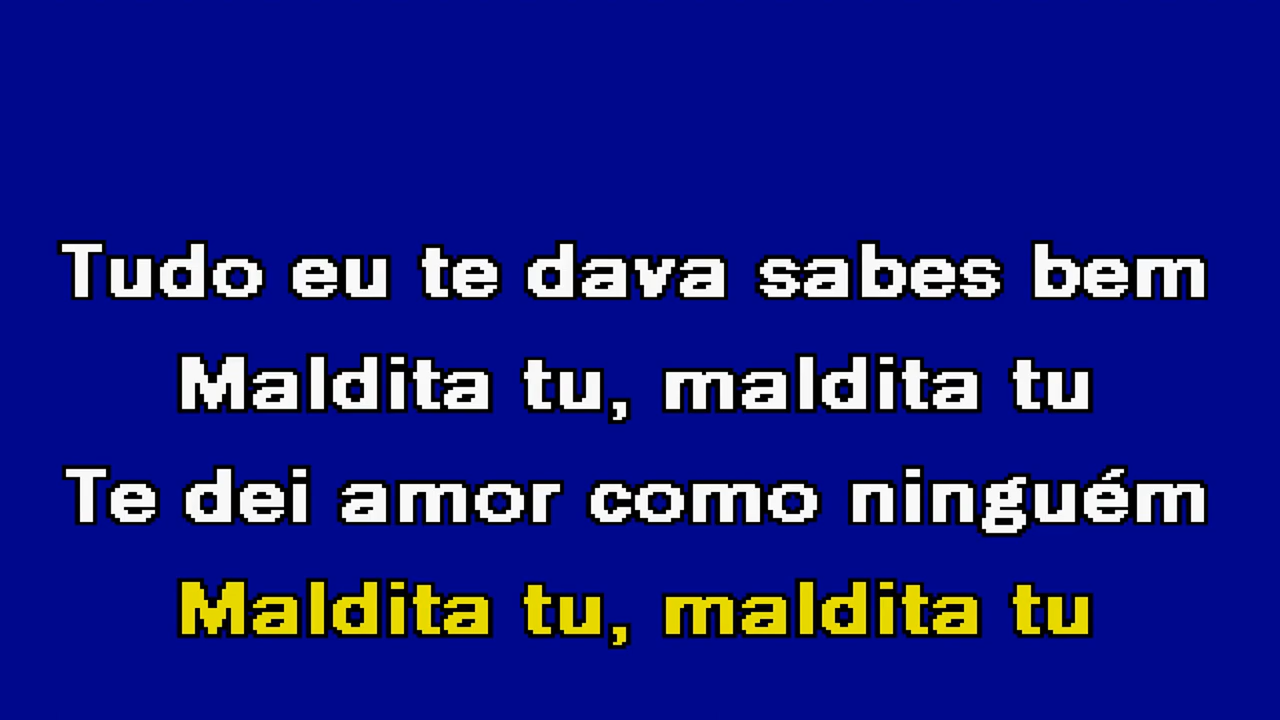 Tudo eu te dava sabes bem
Maldita tu, maldita tu
Te dei amor como ninguém
Maldita tu, maldita tu